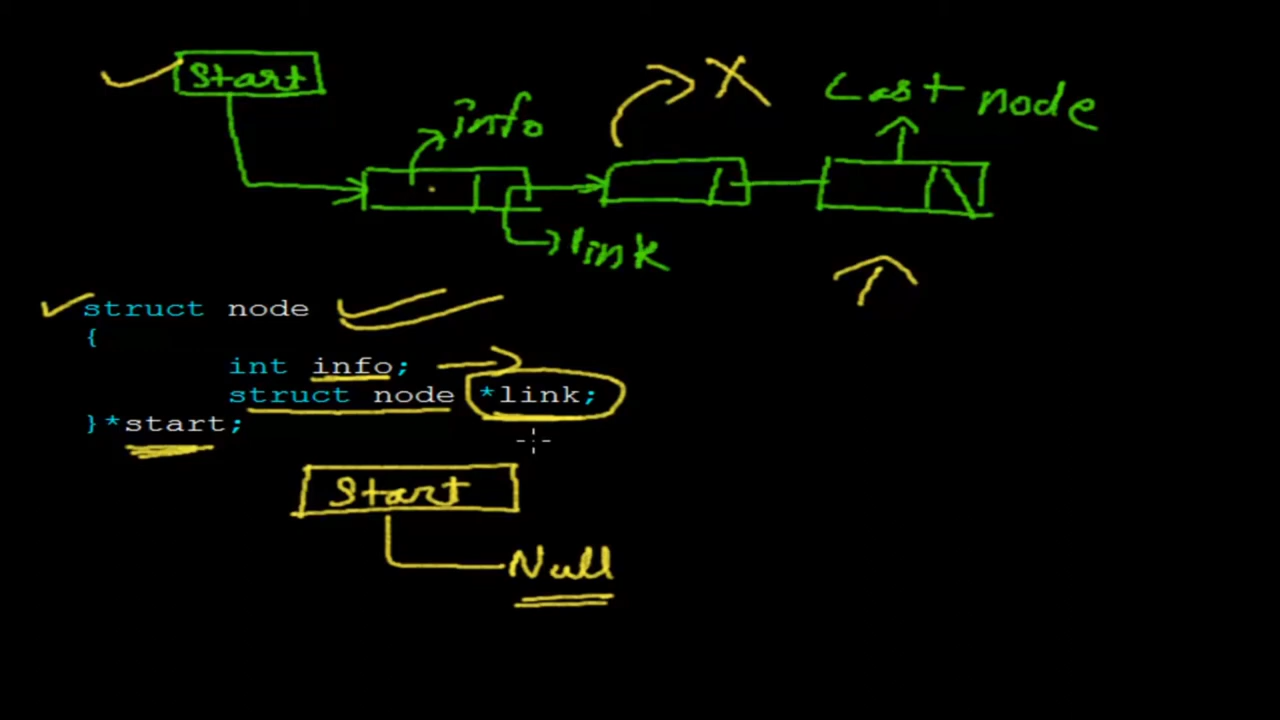 Start
info
X
Last node
link
struct node
{
int info;
struct node *link;
}*start;
Start
Null